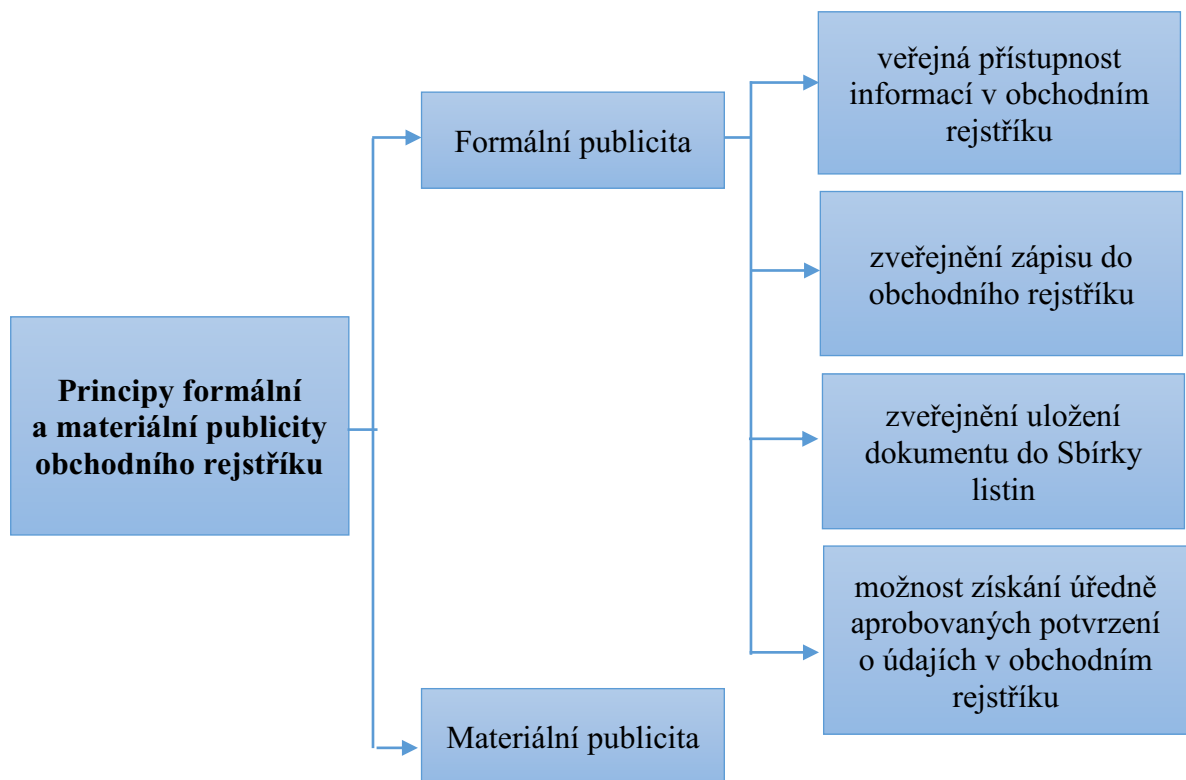 Principy formální
a materiální publicity
obchodního rejstříku
Formální publicita
veřejná přístupnost
informací v obchodním
rejstříku
zveřejnění zápisu do
obchodního rejstříku
zveřejnění uložení
dokumentu do Sbírky
listin
možnost získání úředně
aprobovaných potvrzení
o údajích v obchodním
rejstříku
Materiální publicita